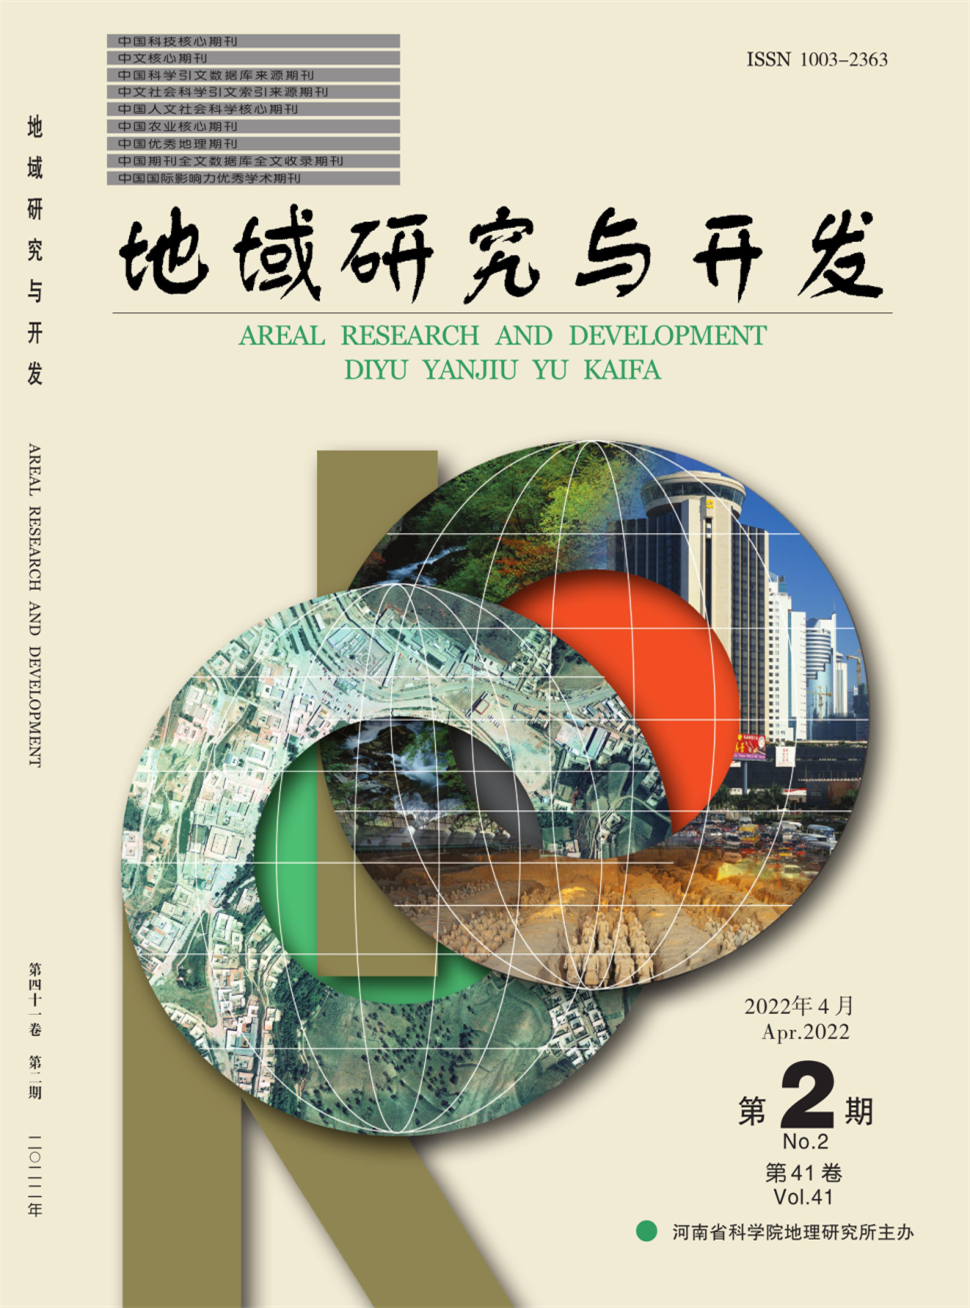 中国科技核心期刊
中文核心期刊
中国科学引文数据库来源期刊
中文社会科学引文索引来源期刊
中国人文社会科学核心期刊
中国农业核心期刊
中国优秀地理期刊
中国期刊全文数据库全文收录期刊
中国国际影响力优秀学术期刊
ISSN 1003-2363
地域研究与开发
AREAL RESEARCH AND DEVELOPMENT
DIYU YANJIU YU KAIFA
地域研究与开发
AREAL RESEARCH AND DEVELOPMENT
第四十一卷 第二期 二〇二二年
2022年4月
Apr.2022
第2期
No.2
第41卷
Vol.41
河南省科学院地理研究所主办